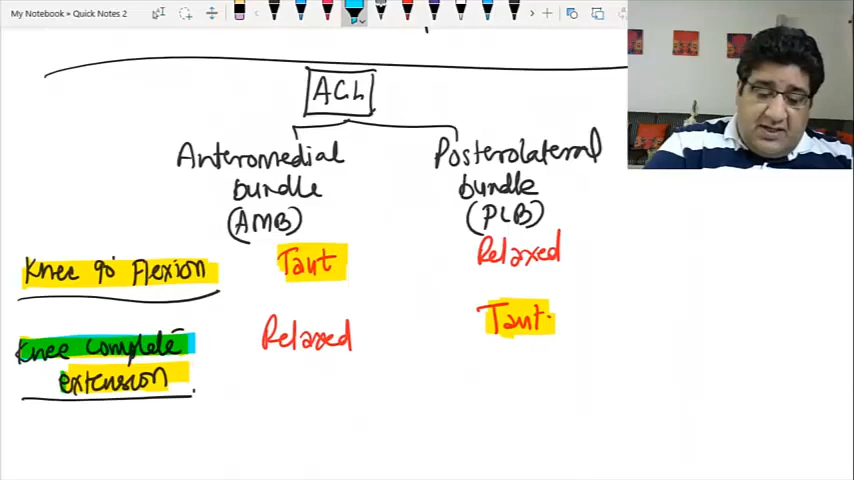 My Notebook » Quick Notes 2
ACL
Anteromedial
bundle
(AMB)
Posterolateral
bundle
(PLB)
Knee 90° Flexion
Taut
Relaxed
Knee complete
extension
Relaxed
Taut.